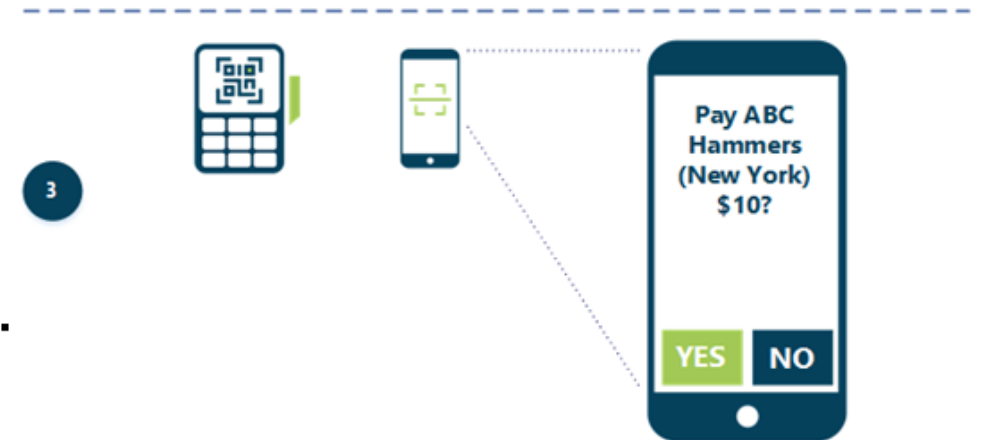 3
Pay ABC
Hammers
(New York)
$10?
YES NO